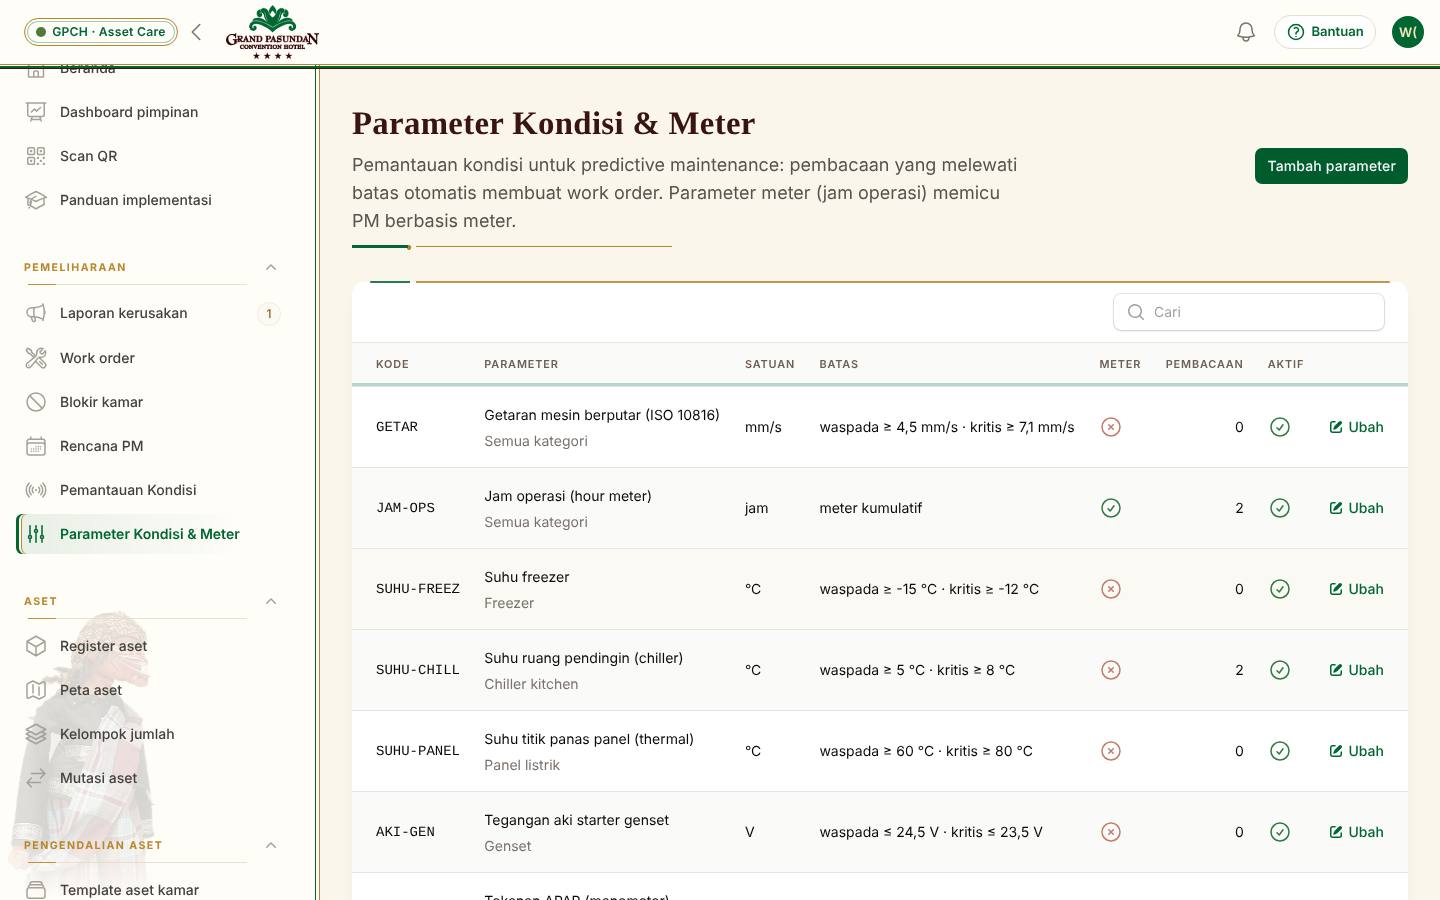 GPCH · Asset Care
GRAND PASUNDAN
CONVENTION HOTEL
Bantuan
W(
Beranda
Dashboard pimpinan
Scan QR
Panduan implementasi
PEMELIHARAAN
Laporan kerusakan
1
Work order
Blokir kamar
Rencana PM
Pemantauan Kondisi
Parameter Kondisi & Meter
ASET
Register aset
Peta aset
Kelompok jumlah
Mutasi aset
PENGENDALIAN ASET
Template aset kamar
Parameter Kondisi & Meter
Pemantauan kondisi untuk predictive maintenance: pembacaan yang melewati
batas otomatis membuat work order. Parameter meter (jam operasi) memicu
PM berbasis meter.
Tambah parameter
Cari
KODE PARAMETER SATUAN BATAS METER PEMBACAAN AKTIF
GETAR Getaran mesin berputar (ISO 10816) mm/s waspada ≥ 4,5 mm/s · kritis ≥ 7,1 mm/s 0 Ubah
Semua kategori
JAM-OPS Jam operasi (hour meter) jam meter kumulatif 2 Ubah
Semua kategori
SUHU-FREEZ Suhu freezer °C waspada ≥ -15 °C · kritis ≥ -12 °C 0 Ubah
Freezer
SUHU-CHILL Suhu ruang pendingin (chiller) °C waspada ≥ 5 °C · kritis ≥ 8 °C 2 Ubah
Chiller kitchen
SUHU-PANEL Suhu titik panas panel (thermal) °C waspada ≥ 60 °C · kritis ≥ 80 °C 0 Ubah
Panel listrik
AKI-GEN Tegangan aki starter genset V waspada ≤ 24,5 V · kritis ≤ 23,5 V 0 Ubah
Genset
Tekanan APAR (manometer)